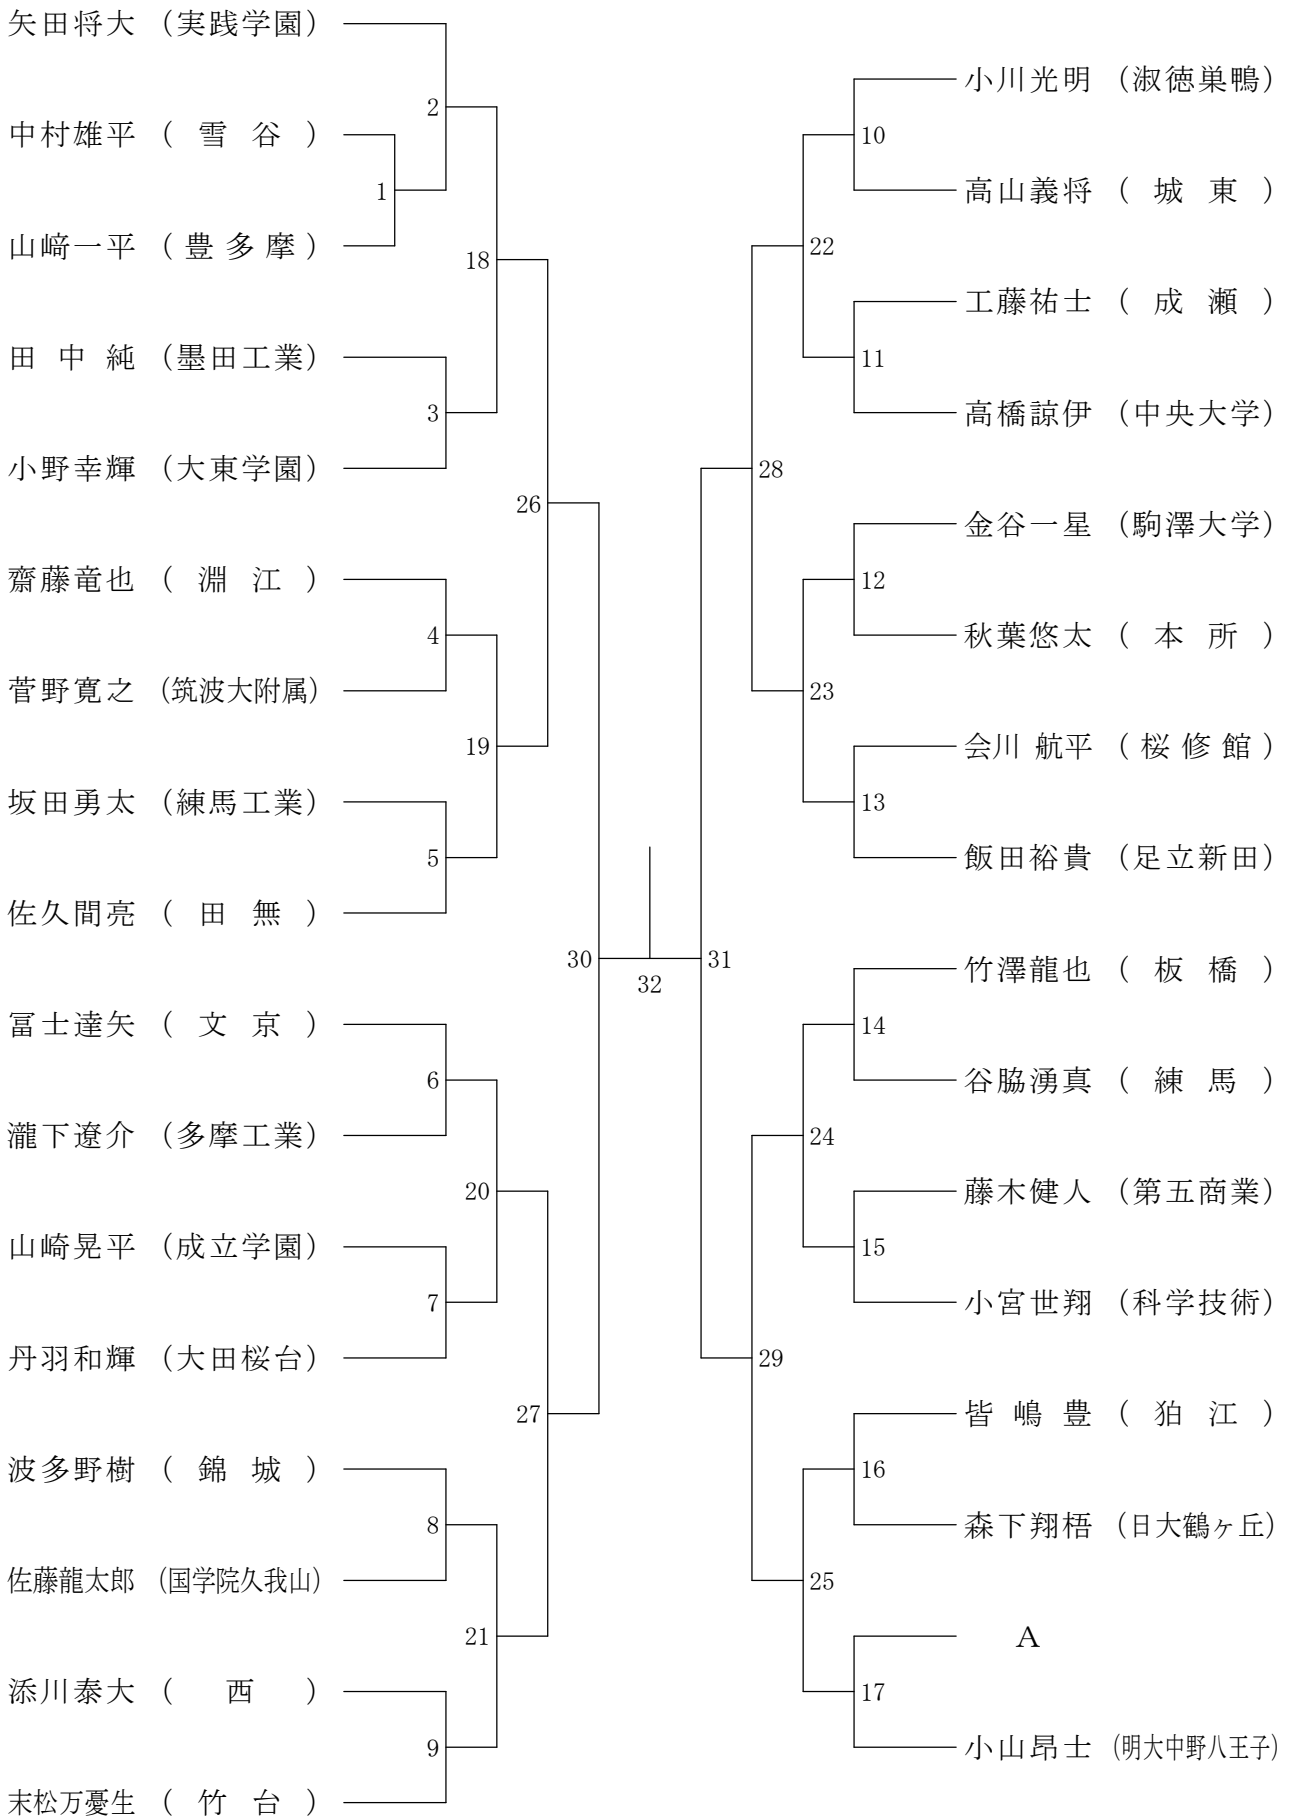 矢田将大 (実践学園)
中村雄平 ( 雪谷 )
山﨑一平 ( 豊多摩 )
田中純 (墨田工業)
小野幸輝 (大東学園)
齋藤竜也 ( 淵江 )
菅野寛之 (筑波大附属)
坂田勇太 (練馬工業)
佐久間亮 ( 田無 )
冨士達矢 ( 文京 )
瀧下遼介 (多摩工業)
山崎晃平 (成立学園)
丹羽和輝 (大田桜台)
波多野樹 ( 錦城 )
佐藤龍太郎 (国学院久我山)
添川泰大 ( 西 )
末松万憂生 ( 竹台 )
1
2
3
4
5
6
7
8
9
18
19
20
21
26
27
30
32
31
28
29
22
23
24
25
10
11
12
13
14
15
16
17
小川光明 (淑徳巣鴨)
高山義将 ( 城東 )
工藤祐士 ( 成瀬 )
高橋諒伊 (中央大学)
金谷一星 (駒澤大学)
秋葉悠太 ( 本所 )
会川 航平 ( 桜修館 )
飯田裕貴 (足立新田)
竹澤龍也 ( 板橋 )
谷脇湧真 ( 練馬 )
藤木健人 (第五商業)
小宮世翔 (科学技術)
皆嶋豊 ( 狛江 )
森下翔梧 (日大鶴ヶ丘)
A
小山昂士 (明大中野八王子)